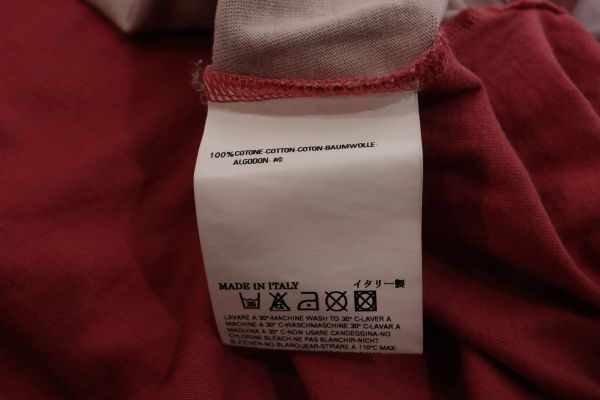 100%COTONE-COTTON-COTON-BAUMWOLLE
ALGODON-綿
MADE IN ITALY イタリー製
30
LAVARE A 30°-MACHINE WASH TO 30° C-LAVER A
MACHINE A 30° C-WASCHMASCHINE 30° C-LAVAR A
MAQUINA A 30° C-NON USARE CANDEGGINA-NO
CHLORINE BLEACH-NE PAS BLANCHIR-NICHT
BLEICHEN-NO BLANQUEAR-STIRARE A 110°C MAX-